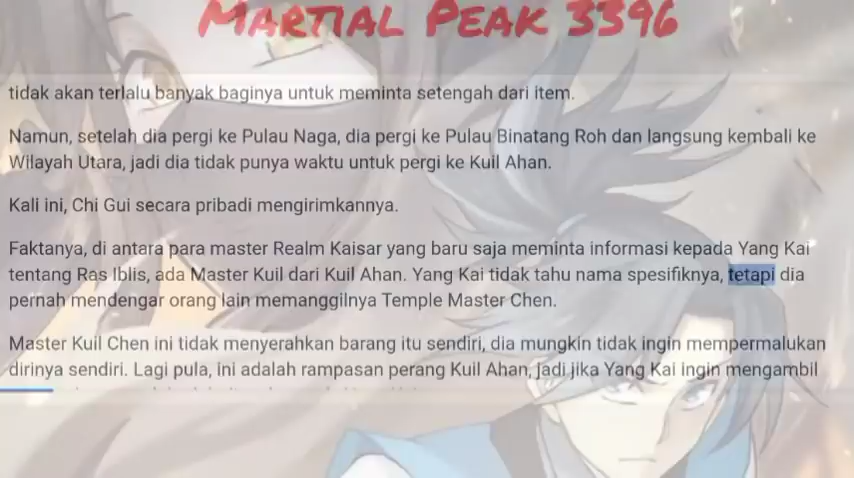 MARTIAL PEAK 3396
tidak akan terlalu banyak baginya untuk meminta setengah dari item.
Namun, setelah dia pergi ke Pulau Naga, dia pergi ke Pulau Binatang Roh dan langsung kembali ke
Wilayah Utara, jadi dia tidak punya waktu untuk pergi ke Kuil Ahan.
Kali ini, Chi Gui secara pribadi mengirimkannya.
Faktanya, di antara para master Realm Kaisar yang baru saja meminta informasi kepada Yang Kai
tentang Ras Iblis, ada Master Kuil dari Kuil Ahan. Yang Kai tidak tahu nama spesifiknya, tetapi dia
pernah mendengar orang lain memanggilnya Temple Master Chen.
Master Kuil Chen ini tidak menyerahkan barang itu sendiri, dia mungkin tidak ingin mempermalukan
dirinya sendiri. Lagi pula, ini adalah rampasan perang Kuil Ahan, jadi jika Yang Kai ingin mengambil